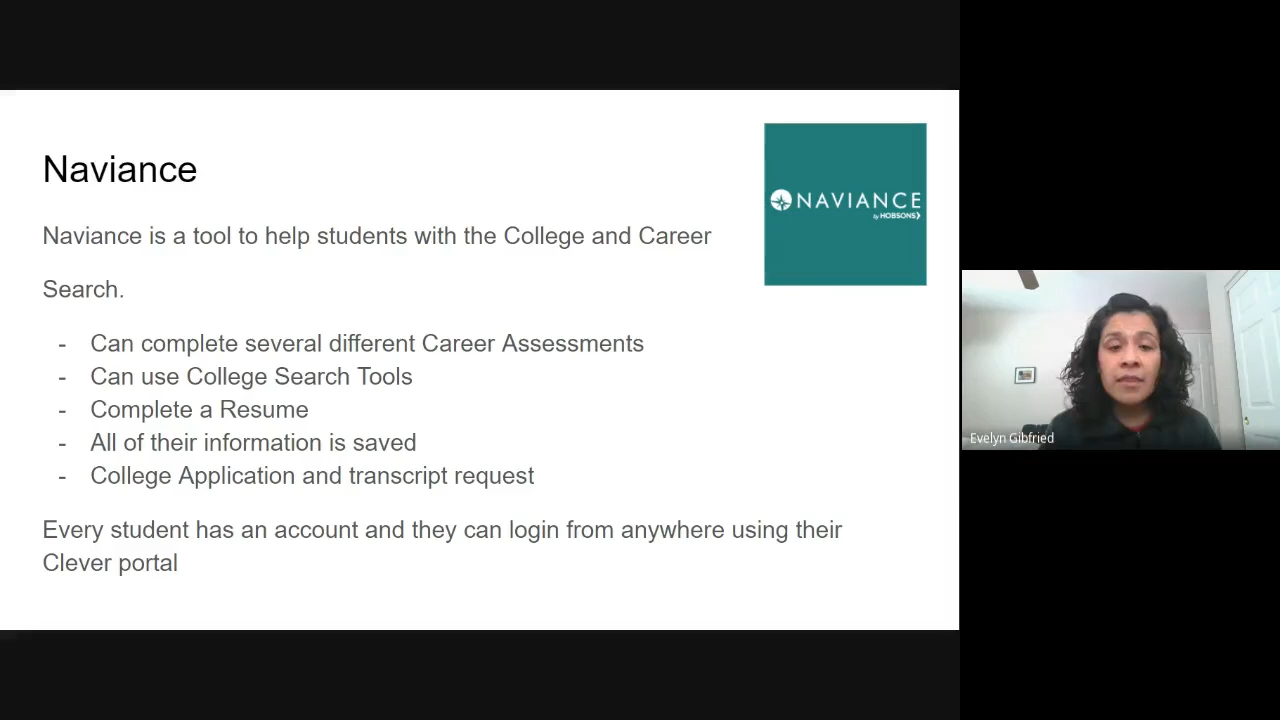 Naviance
NAVIANCE
by HOBSONS
Naviance is a tool to help students with the College and Career
Search.
- Can complete several different Career Assessments
- Can use College Search Tools
- Complete a Resume
- All of their information is saved
- College Application and transcript request
Every student has an account and they can login from anywhere using their
Clever portal
Evelyn Gibfried